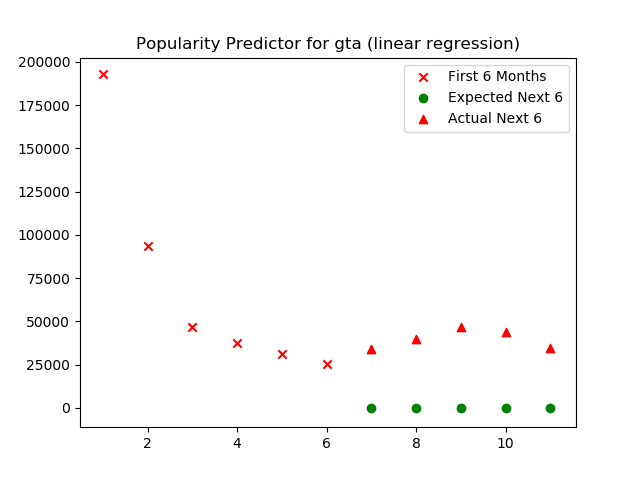 Popularity Predictor for gta (linear regression)
200000
175000
150000
125000
100000
75000
50000
25000
0
First 6 Months
Expected Next 6
Actual Next 6
2 4 6 8 10